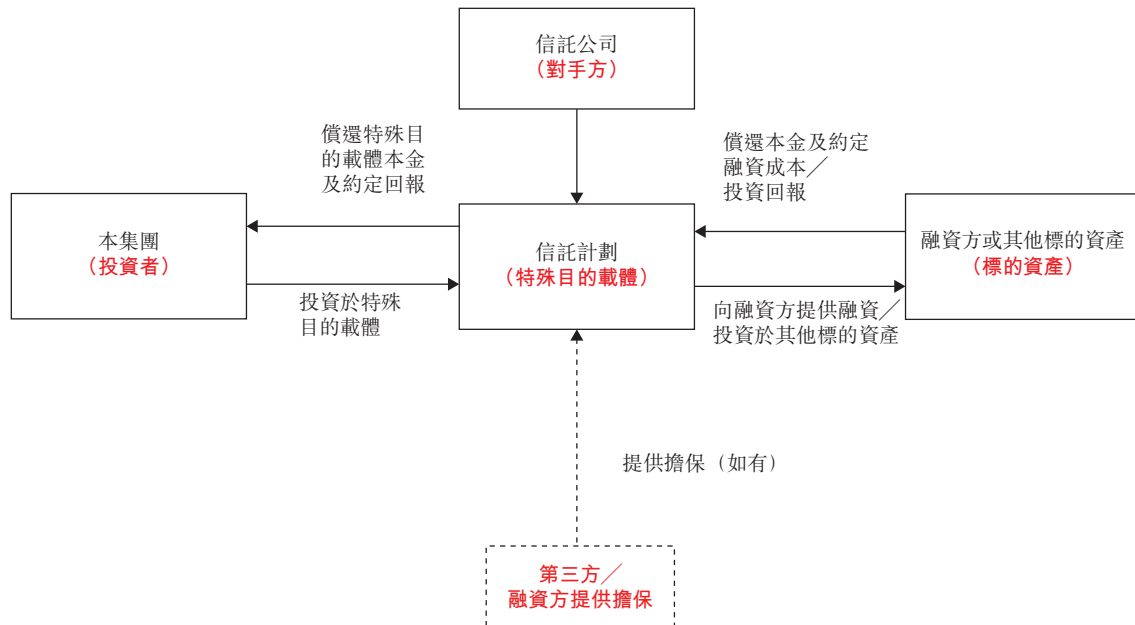 信託公司
（對手方）
償還特殊目
的載體本金
及約定回報
償還本金及約定
融資成本╱
投資回報
本集團
（投資者）
信託計劃
（特殊目的載體）
融資方或其他標的資產
（標的資產）
投資於特殊
目的載體
向融資方提供融資╱
投資於其他標的資產
提供擔保（如有）
第三方╱
融資方提供擔保